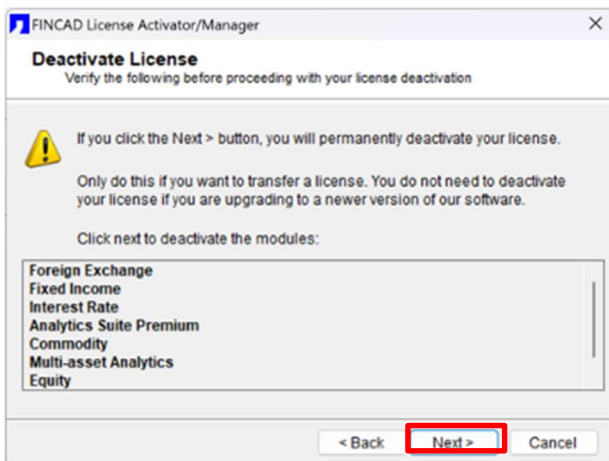 FINCAD License Activator/Manager
Deactivate License
Verify the following before proceeding with your license deactivation
If you click the Next > button, you will permanently deactivate your license.
Only do this if you want to transfer a license. You do not need to deactivate
your license if you are upgrading to a newer version of our software.
Click next to deactivate the modules:
Foreign Exchange
Fixed Income
Interest Rate
Analytics Suite Premium
Commodity
Multi-asset Analytics
Equity
< Back Next > Cancel